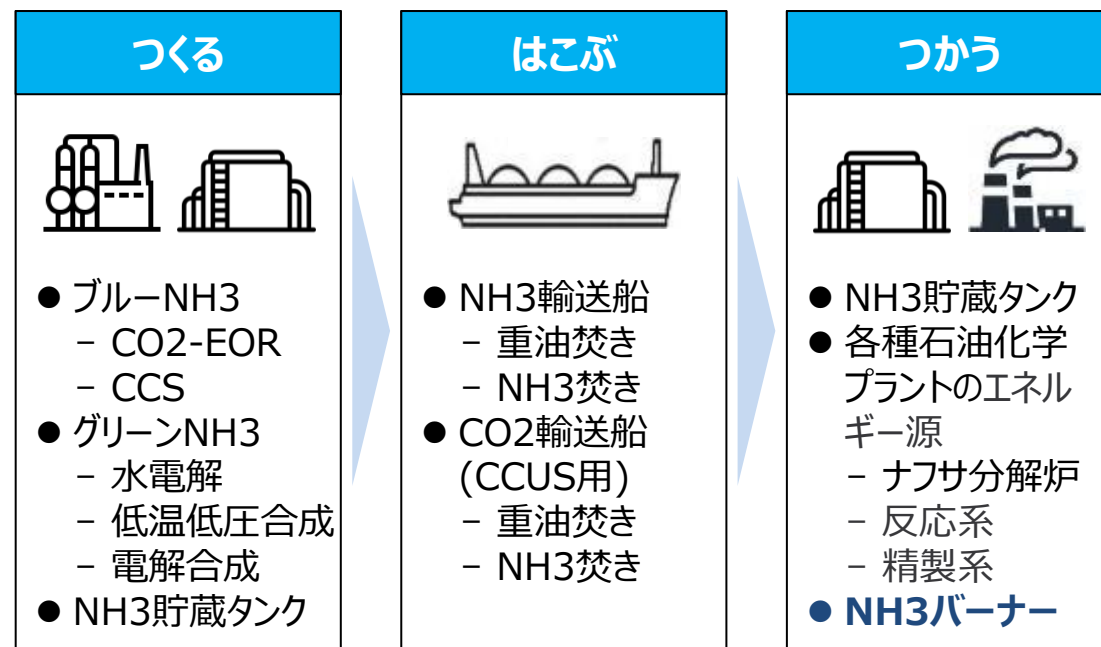 つくる
● ブルーNH3
− CO2-EOR
− CCS
● グリーンNH3
− 水電解
− 低温低圧合成
− 電解合成
● NH3貯蔵タンク
はこぶ
● NH3輸送船
− 重油焚き
− NH3焚き
● CO2輸送船
(CCUS用)
− 重油焚き
− NH3焚き
つかう
● NH3貯蔵タンク
● 各種石油化学
プラントのエネル
ギー源
− ナフサ分解炉
− 反応系
− 精製系
● NH3バーナー